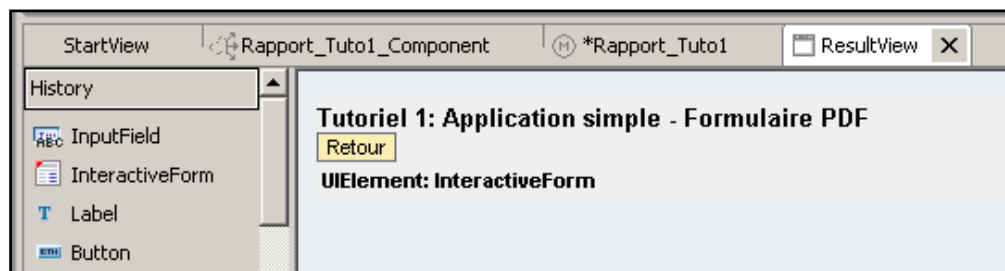 StartView Rapport_Tuto1_Component *Rapport_Tuto1 ResultView
History
InputField
InteractiveForm
Label
Button
Tutoriel 1: Application simple - Formulaire PDF
Retour
UIElement: InteractiveForm